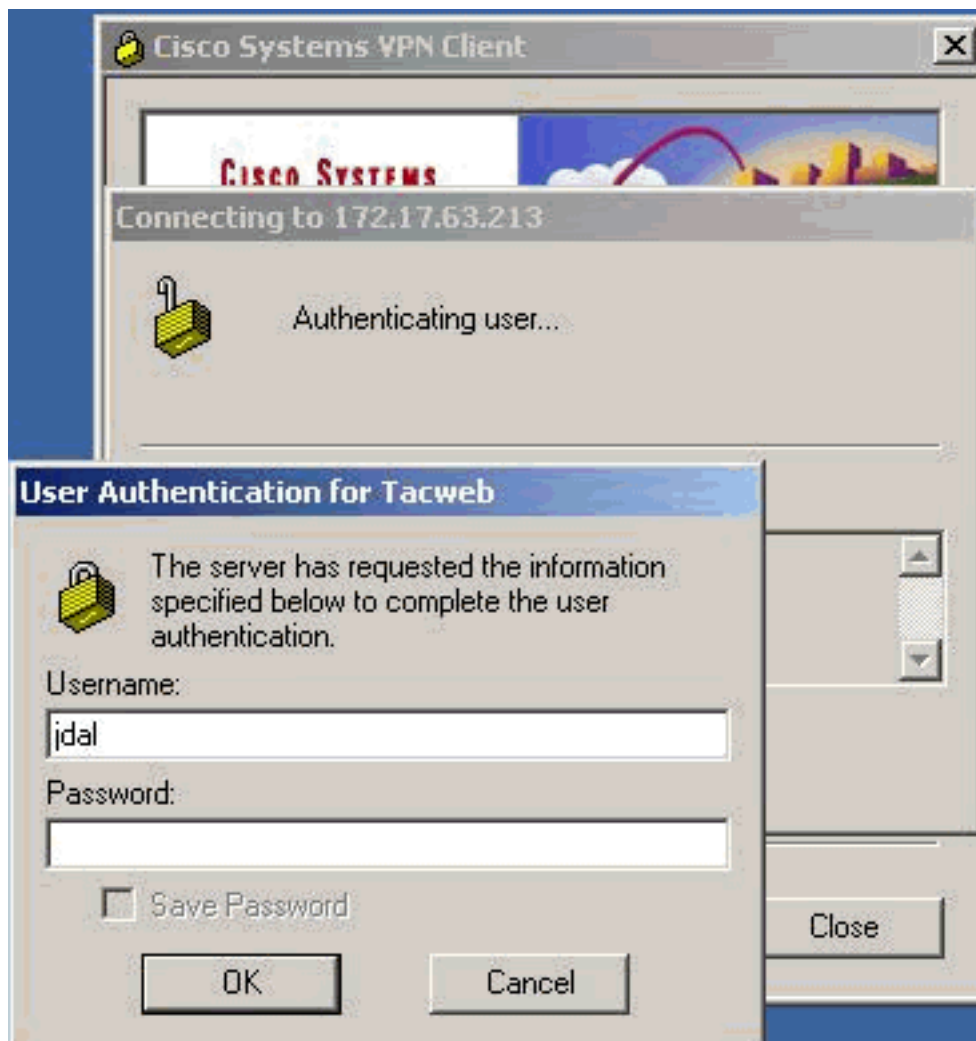 Cisco Systems VPN Client
CISCO SYSTEMS
Connecting to 172.17.63.213
Authenticating user...
User Authentication for Tacweb
The server has requested the information
specified below to complete the user
authentication.
Username:
jdal
Password:
Save Password
OK
Cancel
Close